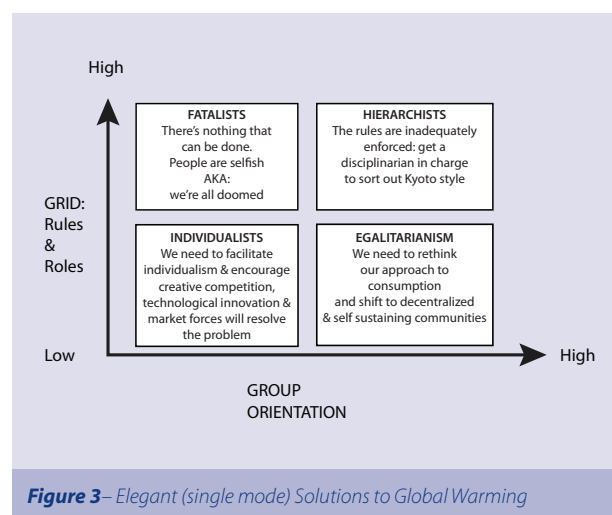 High
FATALISTS
There's nothing that
can be done.
People are selfish
AKA:
we're all doomed
HIERARCHISTS
The rules are inadequately
enforced: get a
disciplinarian in charge
to sort out Kyoto style
GRID:
Rules
&
Roles
INDIVIDUALISTS
We need to facilitate
individualism & encourage
creative competition,
technological innovation &
market forces will resolve
the problem
EGALITARIANISM
We need to rethink
our approach to
consumption
and shift to decentralized
& self sustaining communities
Low
High
GROUP
ORIENTATION
Figure 3– Elegant (single mode) Solutions to Global Warming